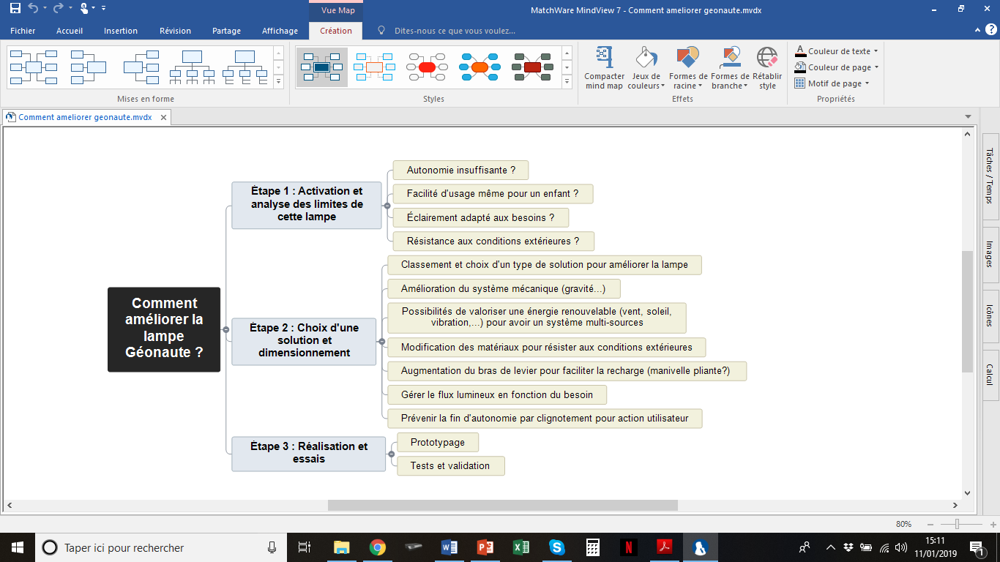 Vue Map
MatchWare MindView 7 - Comment ameliorer geonaute.mvdx
Fichier
Accueil
Insertion
Révision
Partage
Affichage
Création
Dites-nous ce que vous voulez...
Mises en forme
Styles
Compacter
mind map
Jeux de
couleurs
Formes de
racine
Formes de
branche
Rétablir
style
Effets
Couleur de texte
Couleur de page
Motif de page
Propriétés
Comment ameliorer geonaute.mvdx
Comment
améliorer la
lampe
Géonaute ?
Étape 1 : Activation et
analyse des limites de
cette lampe
Autonomie insuffisante ?
Facilité d'usage même pour un enfant ?
Éclairement adapté aux besoins ?
Résistance aux conditions extérieures ?
Étape 2 : Choix d'une
solution et
dimensionnement
Classement et choix d'un type de solution pour améliorer la lampe
Amélioration du système mécanique (gravité...)
Possibilités de valoriser une énergie renouvelable (vent, soleil,
vibration,...) pour avoir un système multi-sources
Modification des matériaux pour résister aux conditions extérieures
Augmentation du bras de levier pour faciliter la recharge (manivelle pliante?)
Gérer le flux lumineux en fonction du besoin
Prévenir la fin d'autonomie par clignotement pour action utilisateur
Étape 3 : Réalisation et
essais
Prototypage
Tests et validation
Tâches / Temps
Images
Icônes
Calcul
80%
Taper ici pour rechercher
15:11
11/01/2019
1